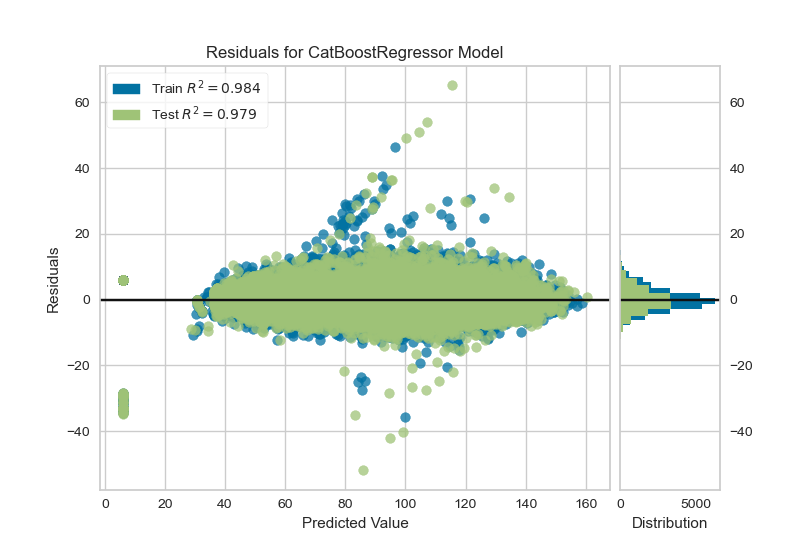 Residuals for CatBoostRegressor Model
Train R² = 0.984
Test R² = 0.979
Residuals
60
40
20
0
−20
−40
0 20 40 60 80 100 120 140 160
Predicted Value
60
40
20
0
−20
−40
0 5000
Distribution